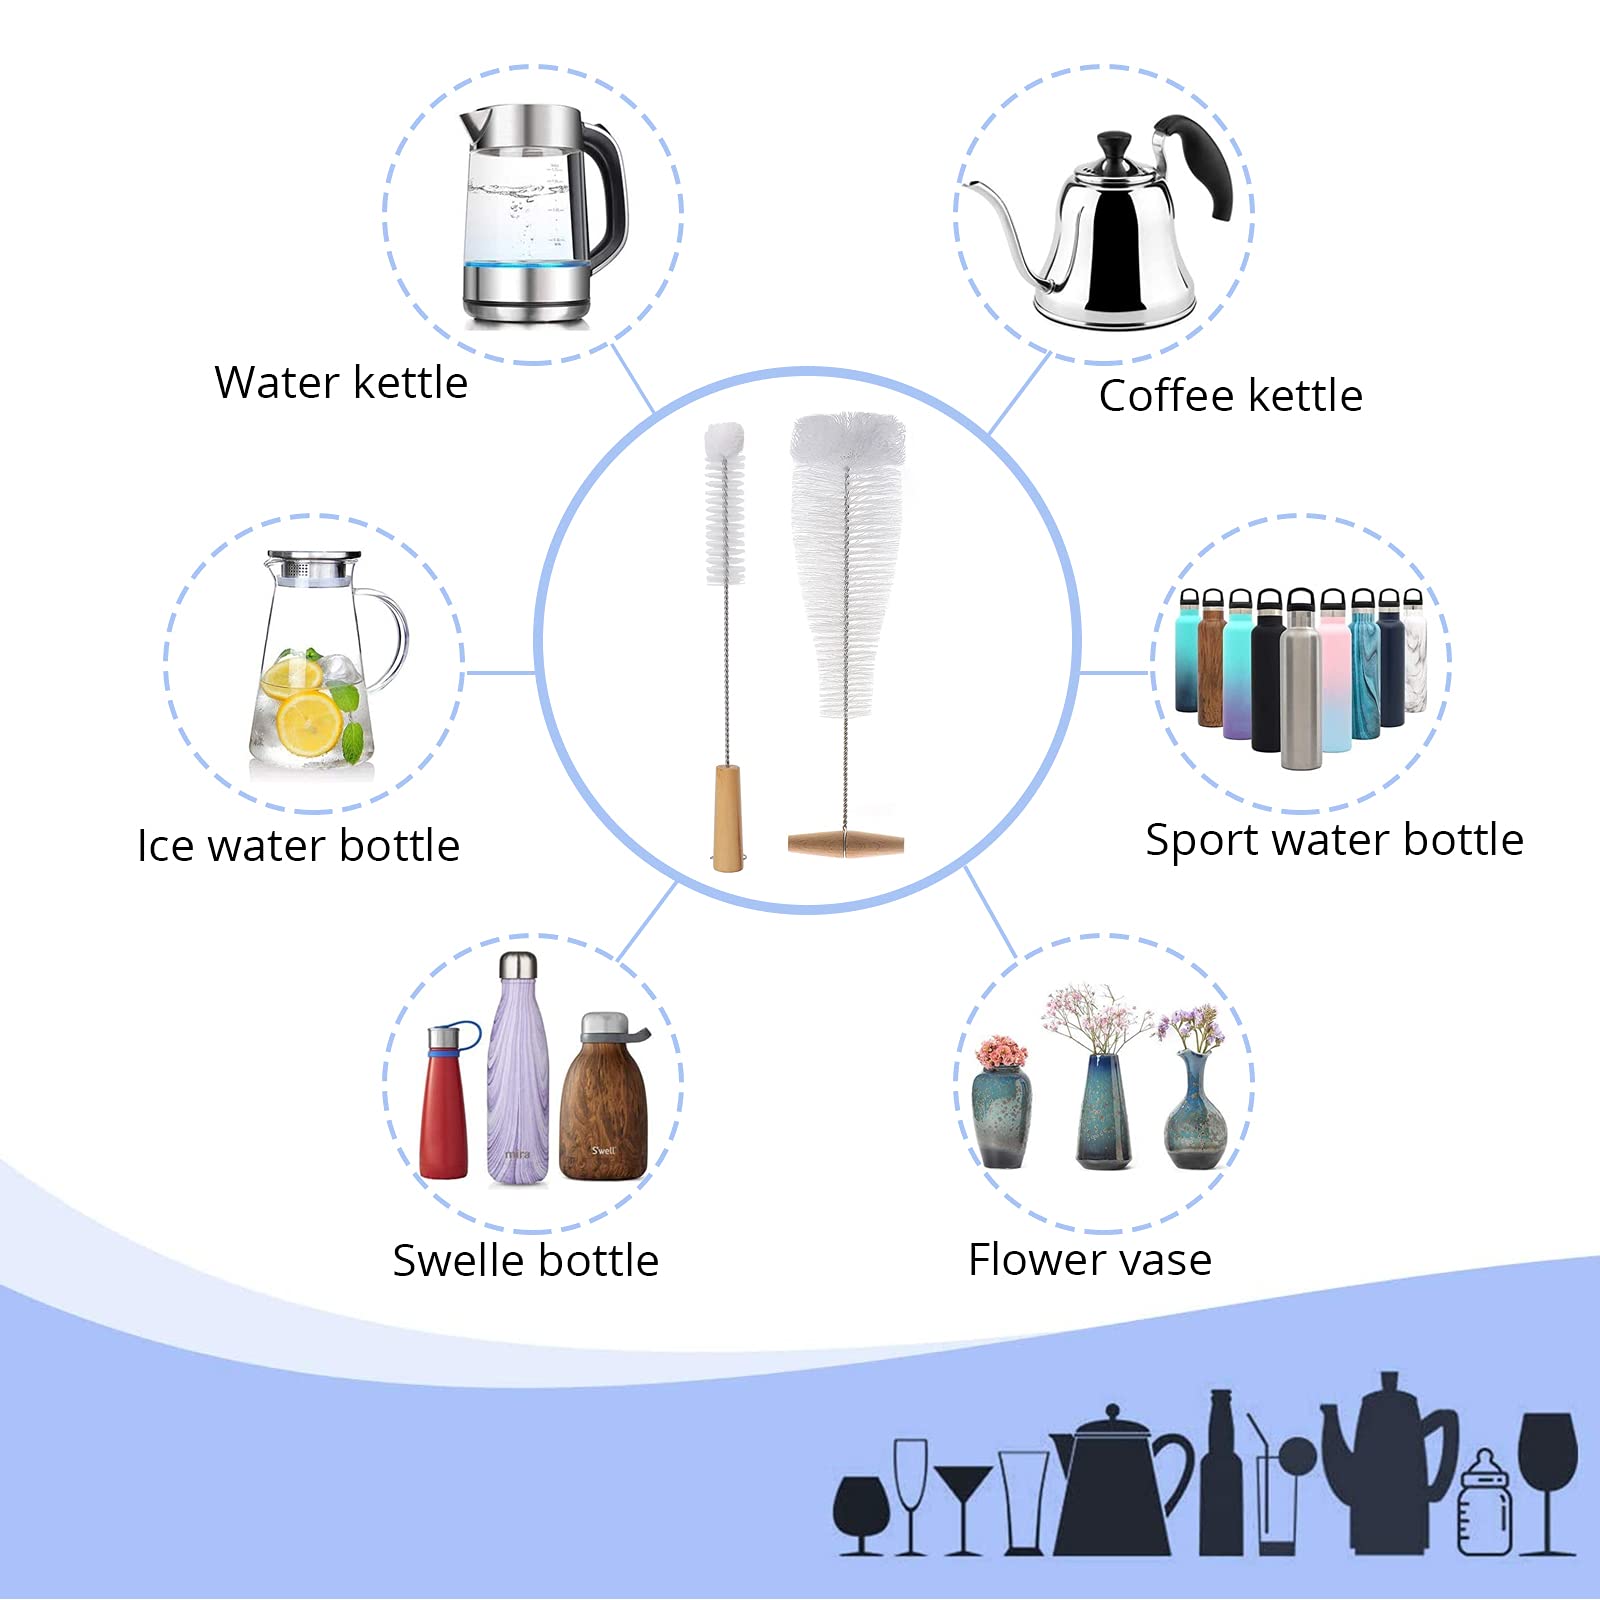 Water kettle
Coffee kettle
Ice water bottle
Sport water bottle
mira
S'well
Swelle bottle
Flower vase